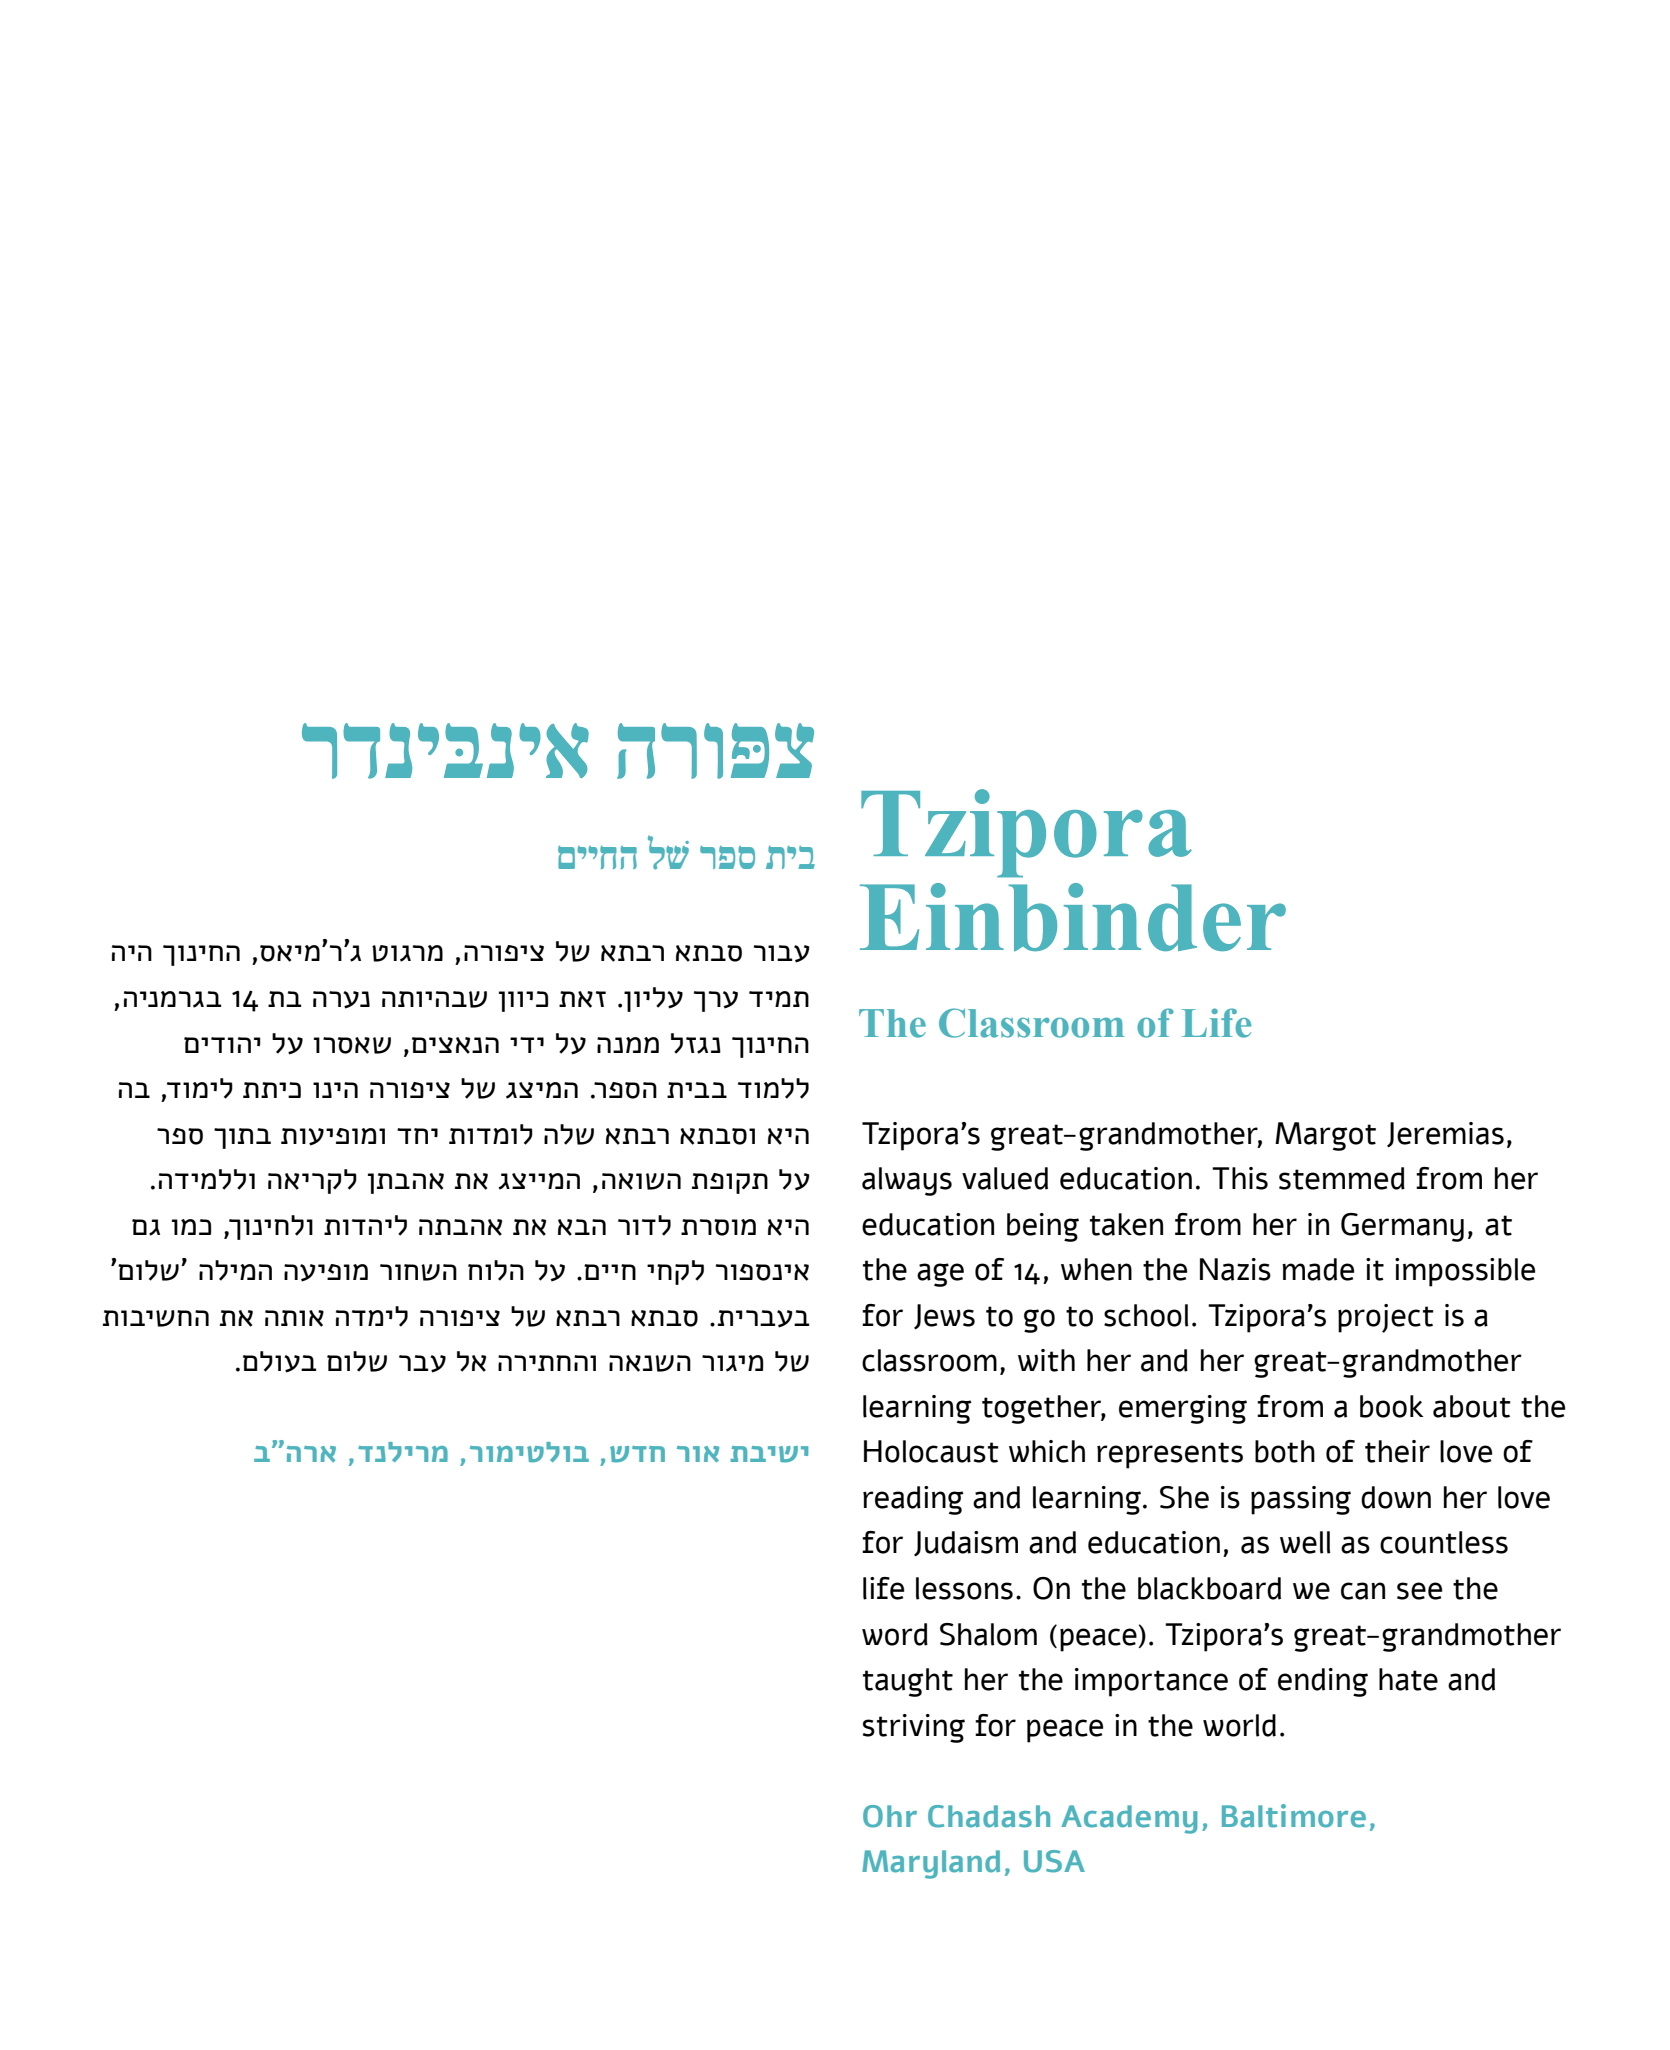 צפּורה אינבּינדר
בית ספר שׁל החיים
עבור סבתא רבתא של ציפורה, מרגוט ג'ר'מיאס, החינוך היה
תמיד ערך עליון. זאת כיוון שבהיותה נערה בת 14 בגרמניה,
החינוך נגזל ממנה על ידי הנאצים, שאסרו על יהודים
ללמוד בבית הספר. המיצג של ציפורה הינו כיתת לימוד, בה
היא וסבתא רבתא שלה לומדות יחד ומופיעות בתוך ספר
על תקופת השואה, המייצג את אהבתן לקריאה וללמידה.
היא מוסרת לדור הבא את אהבתה ליהדות ולחינוך, כמו גם
אינספור לקחי חיים. על הלוח השחור מופיעה המילה 'שלום'
בעברית. סבתא רבתא של ציפורה לימדה אותה את החשיבות
של מיגור השנאה והחתירה אל עבר שלום בעולם.
ישיבת אור חדש, בולטימור, מרילנד, ארה"ב
Tzipora
Einbinder
The Classroom of Life
Tzipora's great-grandmother, Margot Jeremias,
always valued education. This stemmed from her
education being taken from her in Germany, at
the age of 14, when the Nazis made it impossible
for Jews to go to school. Tzipora's project is a
classroom, with her and her great-grandmother
learning together, emerging from a book about the
Holocaust which represents both of their love of
reading and learning. She is passing down her love
for Judaism and education, as well as countless
life lessons. On the blackboard we can see the
word Shalom (peace). Tzipora's great-grandmother
taught her the importance of ending hate and
striving for peace in the world.
Ohr Chadash Academy, Baltimore,
Maryland, USA